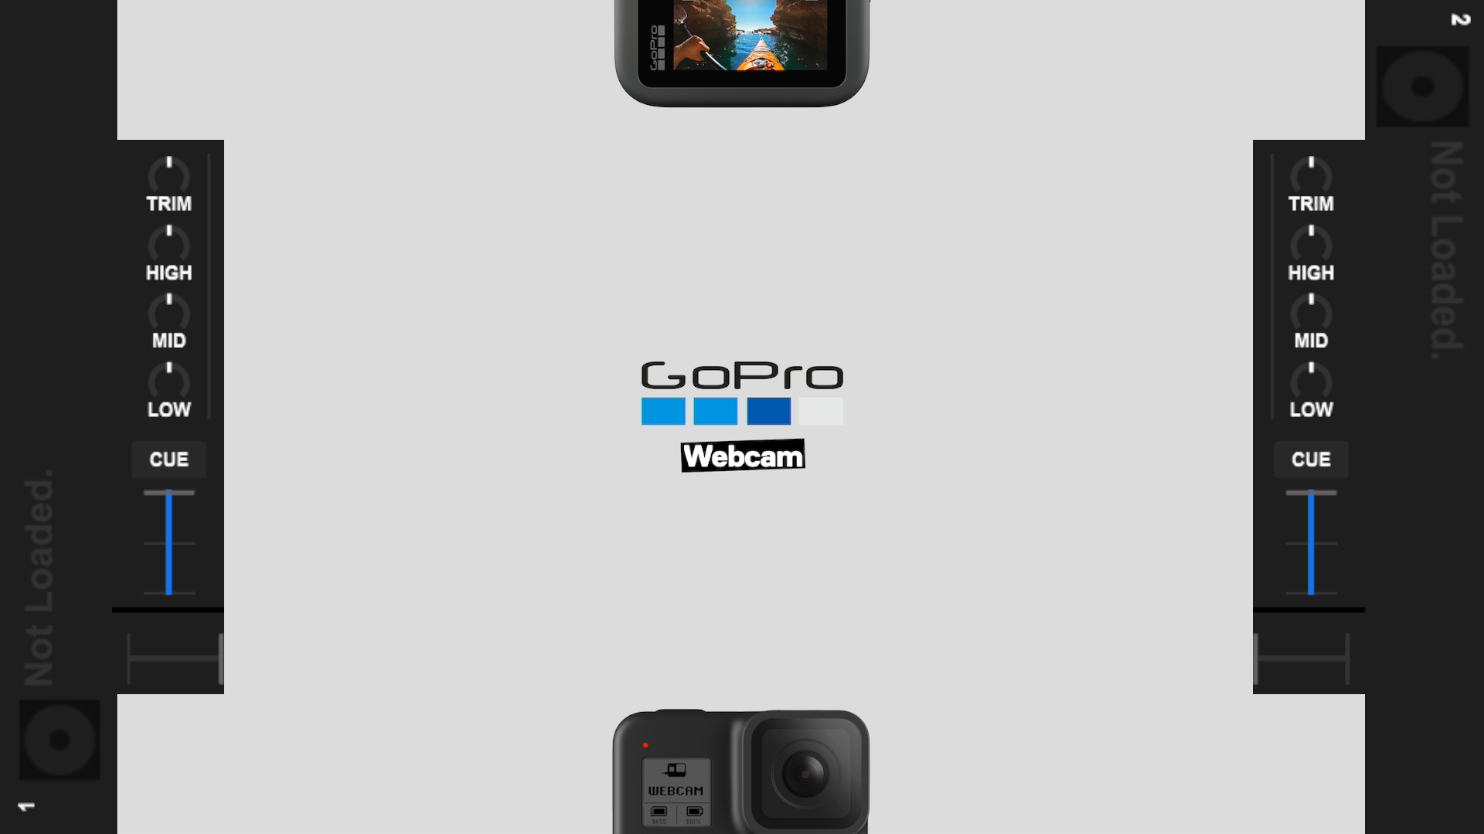 GoPro
2
Not Loaded.
TRIM
HIGH
MID
LOW
CUE
TRIM
HIGH
MID
LOW
CUE
GoPro
Webcam
Not Loaded.
1
WEBCAM